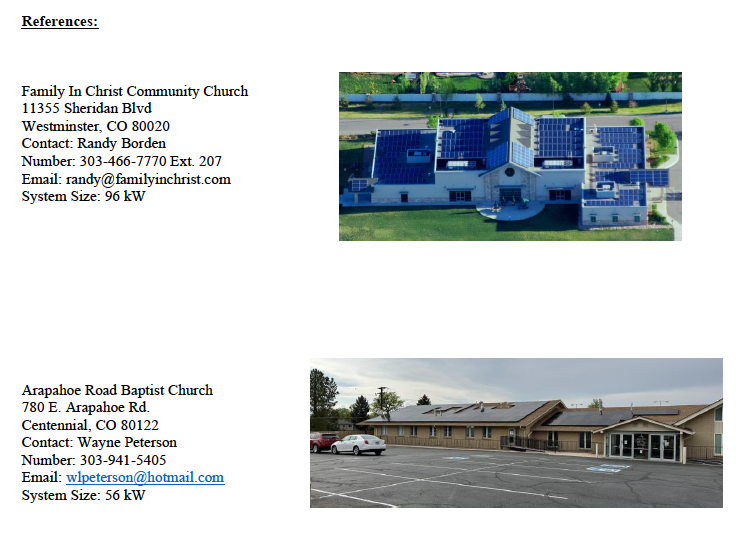 References:
Family In Christ Community Church
11355 Sheridan Blvd
Westminster, CO 80020
Contact: Randy Borden
Number: 303-466-7770 Ext. 207
Email: randy@familyinchrist.com
System Size: 96 kW
Arapahoe Road Baptist Church
780 E. Arapahoe Rd.
Centennial, CO 80122
Contact: Wayne Peterson
Number: 303-941-5405
Email: wlpeterson@hotmail.com
System Size: 56 kW